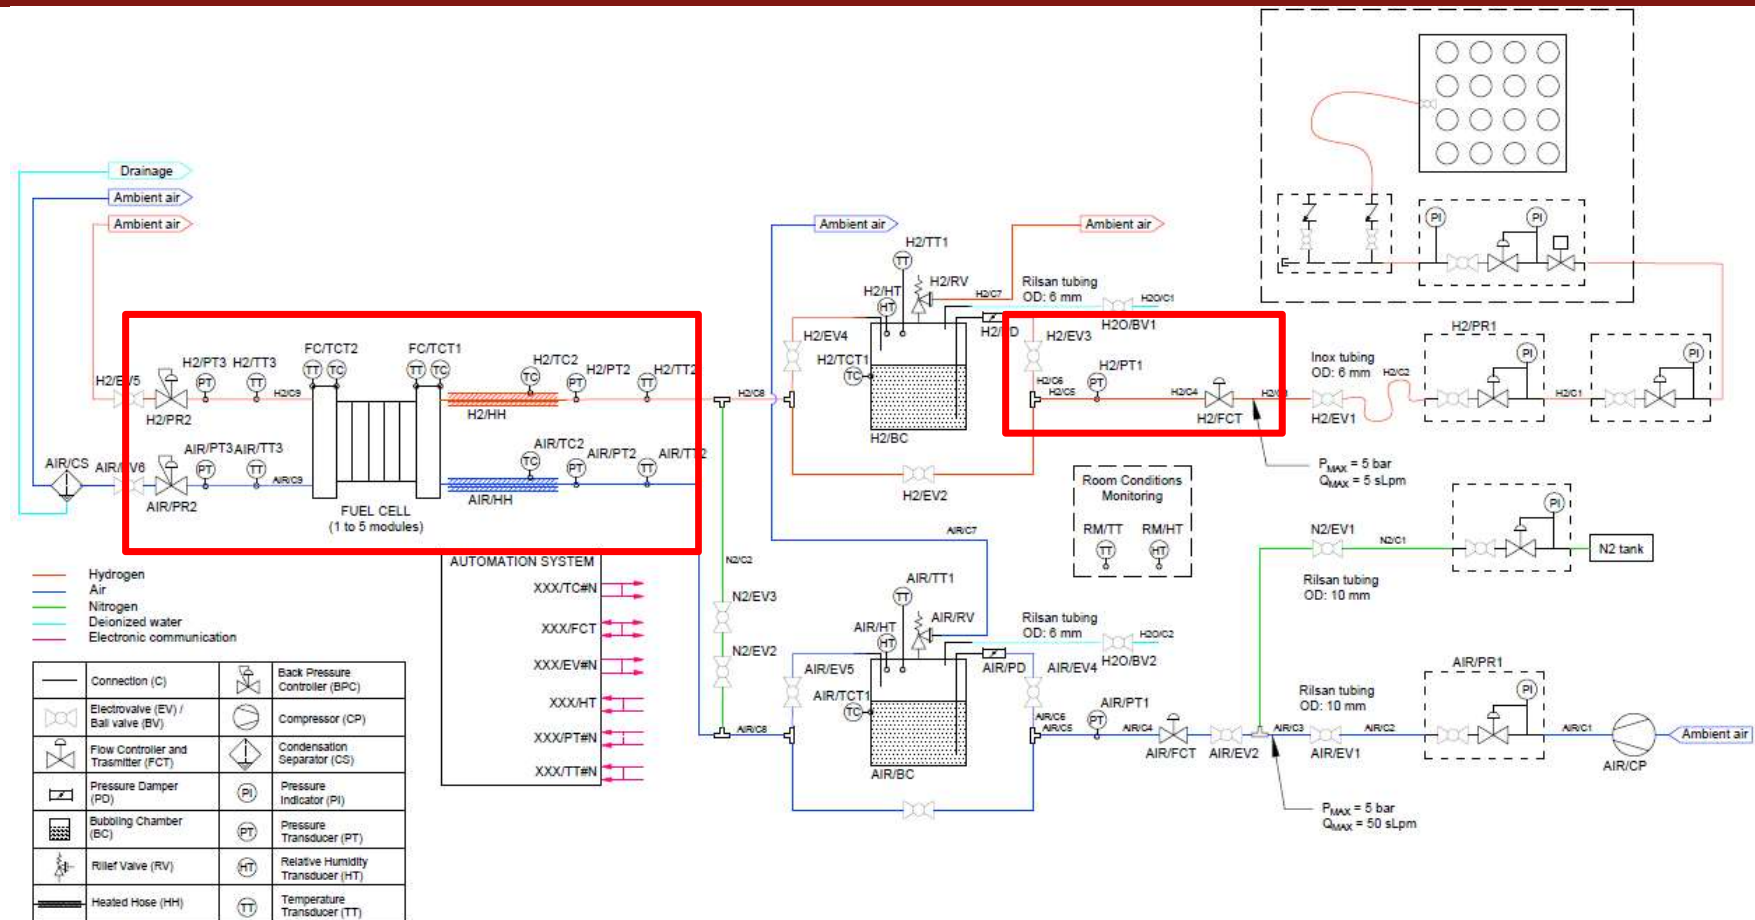 Drainage
Ambient air
Ambient air
Ambient air
Ambient air
H2/TT1
H2/RV
H2/HT
H2/C7
Rilsan tubing
OD: 6 mm
H2O/C1
H2O/BV1
H2/EV4
H2/TCT1
H2/EV3
H2/PT1
H2/C6
H2/C5
H2/C4
H2/FCT
H2/EV1
Inox tubing
OD: 6 mm
H2/C2
H2/PR1
H2/C1
PI
PI
PI
PI
H2/BC
H2/EV2
H2/C8
PMAX = 5 bar
QMAX = 5 sLpm
H2/PT3
H2/TT3
FC/TCT2
FC/TCT1
H2/TC2
H2/PT2
H2/TT2
H2/PR2
H2/C9
H2/HH
AIR/PT3
AIR/TT3
AIR/TC2
AIR/PT2
AIR/CS
AIR/C9
AIR/HH
AIR/PR2
FUEL CELL
(1 to 5 modules)
Room Conditions
Monitoring
RM/TT
RM/HT
TT
HT
N2/EV1
N2/C1
PI
N2 tank
Rilsan tubing
OD: 10 mm
AIR/C7
N2/C2
N2/EV3
N2/EV2
AIR/TT1
AIR/RV
AIR/HT
Rilsan tubing
OD: 6 mm
H2O/C2
H2O/BV2
AIR/EV5
AIR/PD
AIR/EV4
AIR/TCT1
AIR/PT1
AIR/C6
AIR/C5
AIR/C4
AIR/C8
AIR/FCT
AIR/EV2
AIR/C3
AIR/EV1
AIR/C2
Rilsan tubing
OD: 10 mm
AIR/PR1
PI
AIR/C1
AIR/CP
Ambient air
AIR/BC
PMAX = 5 bar
QMAX = 50 sLpm
Hydrogen
Air
Nitrogen
Deionized water
Electronic communication
AUTOMATION SYSTEM
XXX/TC#N
XXX/FCT
XXX/EV#N
XXX/HT
XXX/PT#N
XXX/TT#N
Connection (C)
Back Pressure
Controller (BPC)
Electrovalve (EV) /
Ball valve (BV)
Compressor (CP)
Flow Controller and
Trasmitter (FCT)
Condensation
Separator (CS)
Pressure Damper
(PD)
PI
Pressure
Indicator (PI)
Bubbling Chamber
(BC)
PT
Pressure
Transducer (PT)
Rilief Valve (RV)
HT
Relative Humidity
Transducer (HT)
Heated Hose (HH)
TT
Temperature
Transducer (TT)